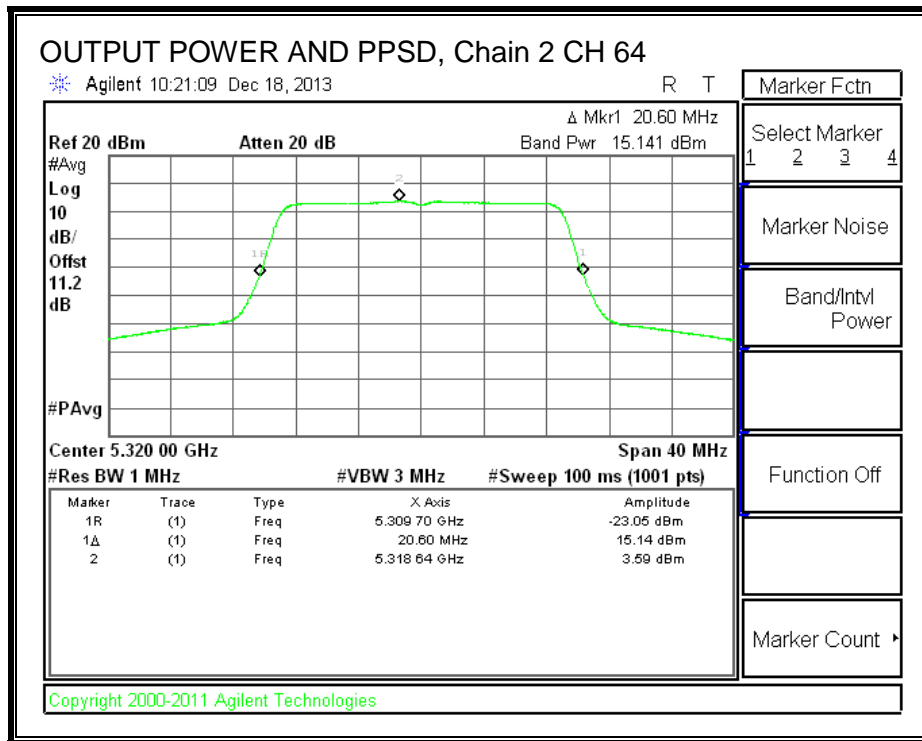 OUTPUT POWER AND PPSD, Chain 2 CH 64
Agilent 10:21:09 Dec 18, 2013 R T
Marker Fctn
Δ Mkr1 20.60 MHz
Ref 20 dBm Atten 20 dB Band Pwr 15.141 dBm
#Avg
Log
10
dB/
Offst
11.2
dB
2
1R
1
#PAvg
Center 5.320 00 GHz Span 40 MHz
#Res BW 1 MHz #VBW 3 MHz #Sweep 100 ms (1001 pts)
Marker Trace Type X Axis Amplitude
1R (1) Freq 5.309 70 GHz -23.05 dBm
1Δ (1) Freq 20.60 MHz 15.14 dBm
2 (1) Freq 5.318 64 GHz 3.59 dBm
Select Marker
1 2 3 4
Marker Noise
Band/Intvl
Power
Function Off
Marker Count
Copyright 2000-2011 Agilent Technologies